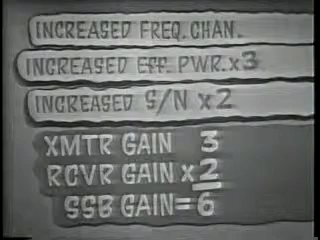 INCREASED FREQ. CHAN.
INCREASED EFF. PWR. x3
INCREASED S/N x2
XMTR GAIN 3
RCVR GAIN x2
SSB GAIN=6